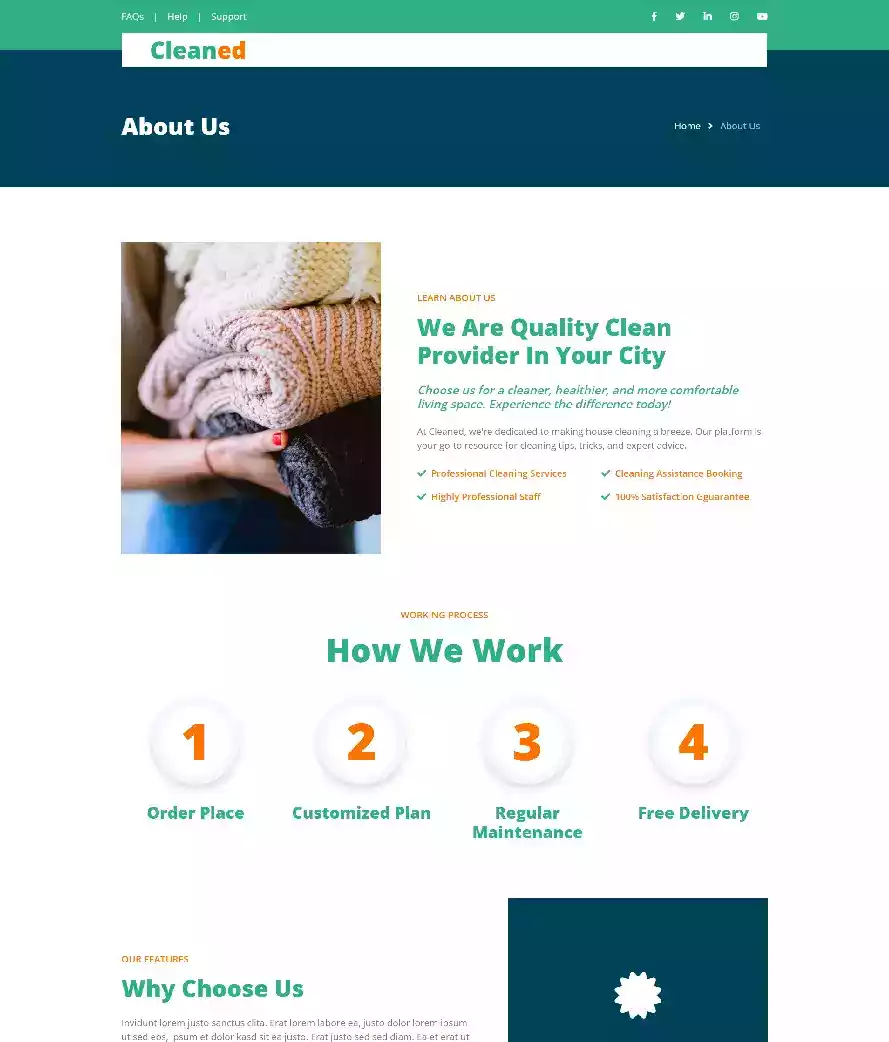 FAQs | Help | Support
Cleaned
About Us
Home > About Us
LEARN ABOUT US
We Are Quality Clean
Provider In Your City
Choose us for a cleaner, healthier, and more comfortable
living space. Experience the difference today!
At Cleaned, we're dedicated to making house cleaning a breeze. Our platform is
your go-to resource for cleaning tips, tricks, and expert advice.
Professional Cleaning Services
Cleaning Assistance Booking
Highly Professional Staff
100% Satisfaction Gguarantee
WORKING PROCESS
How We Work
1
2
3
4
Order Place
Customized Plan
Regular
Maintenance
Free Delivery
OUR FEATURES
Why Choose Us
Invidunt lorem justo sanctus clita. Erat lorem labore ea, justo dolor lorem ipsum
ut sed eos, ipsum et dolor kasd sit ea justo. Erat justo sed sed diam. Ea et erat ut